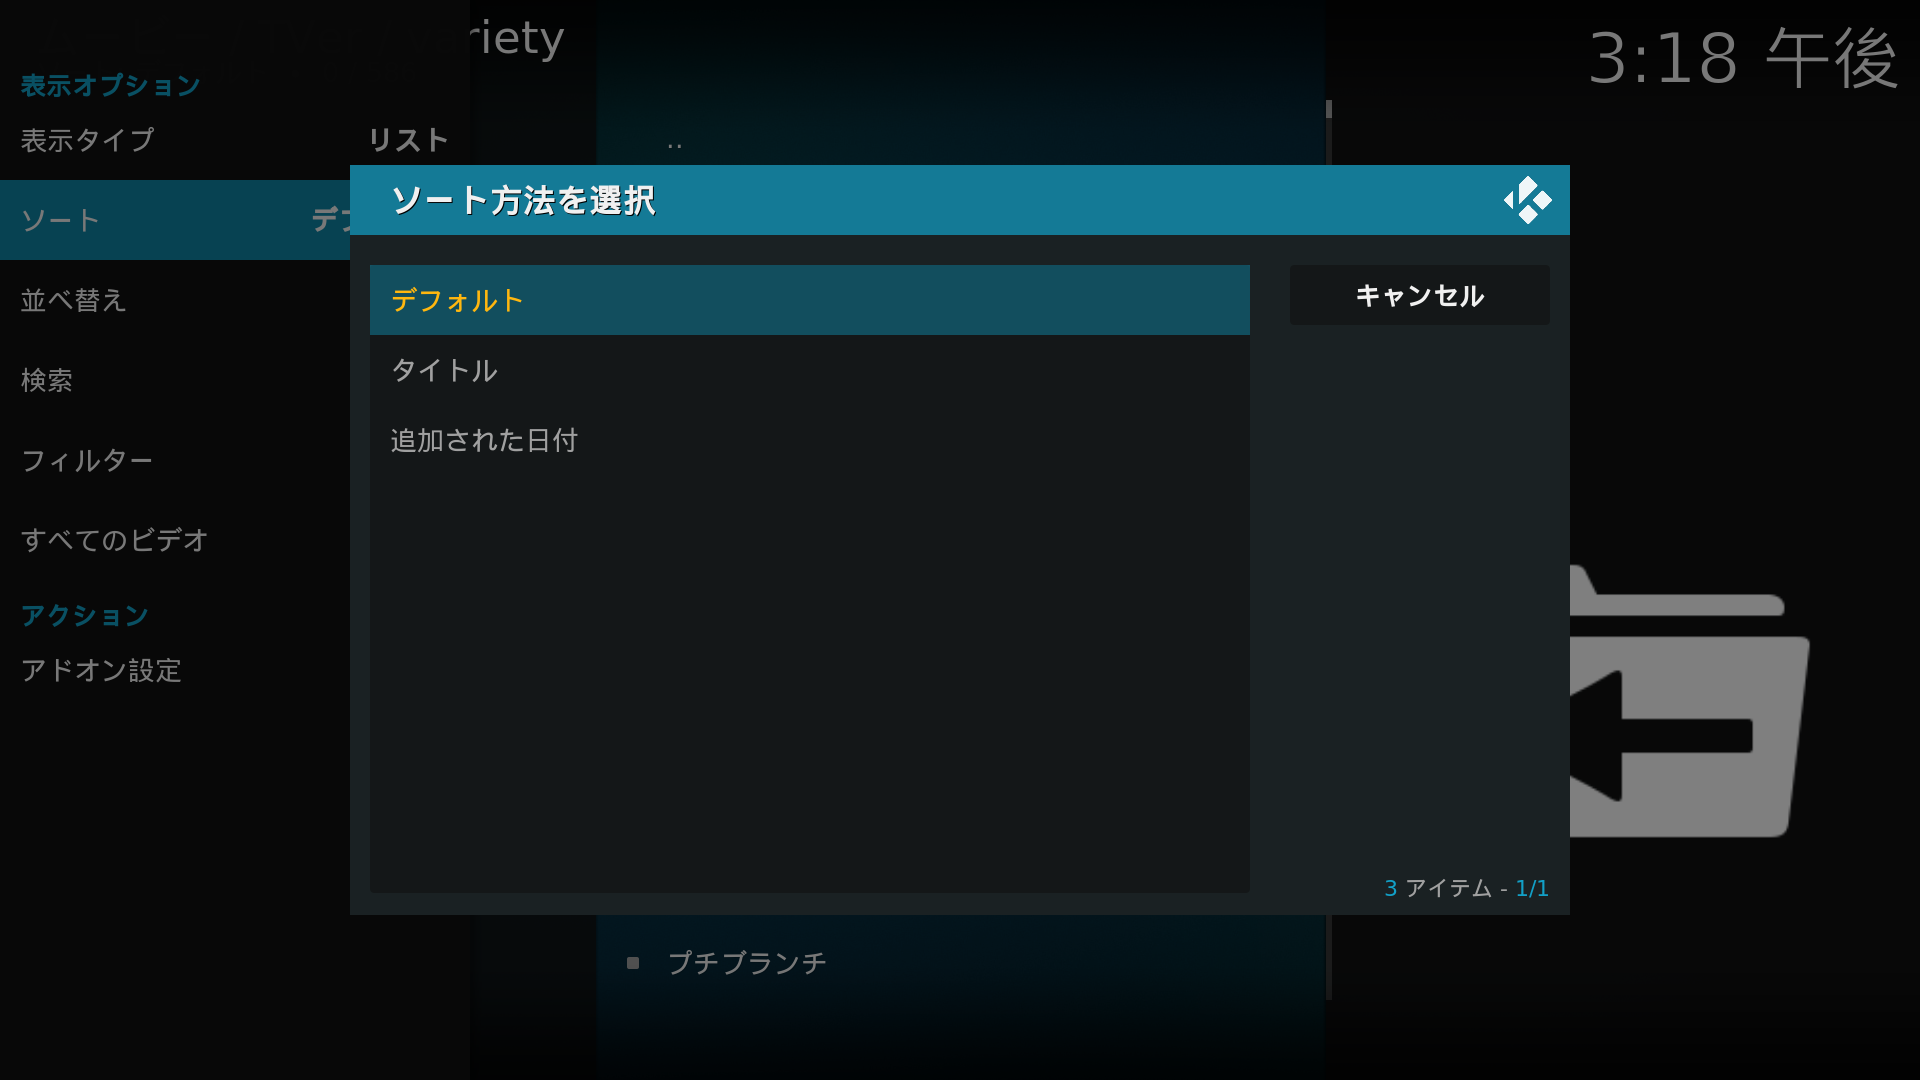 riety
3:18 午後
表示オプション
表示タイプ
リスト
..
ソート
ソート方法を選択
並べ替え
検索
フィルター
すべてのビデオ
アクション
アドオン設定
デフォルト
タイトル
追加された日付
キャンセル
3 アイテム - 1/1
プチブランチ